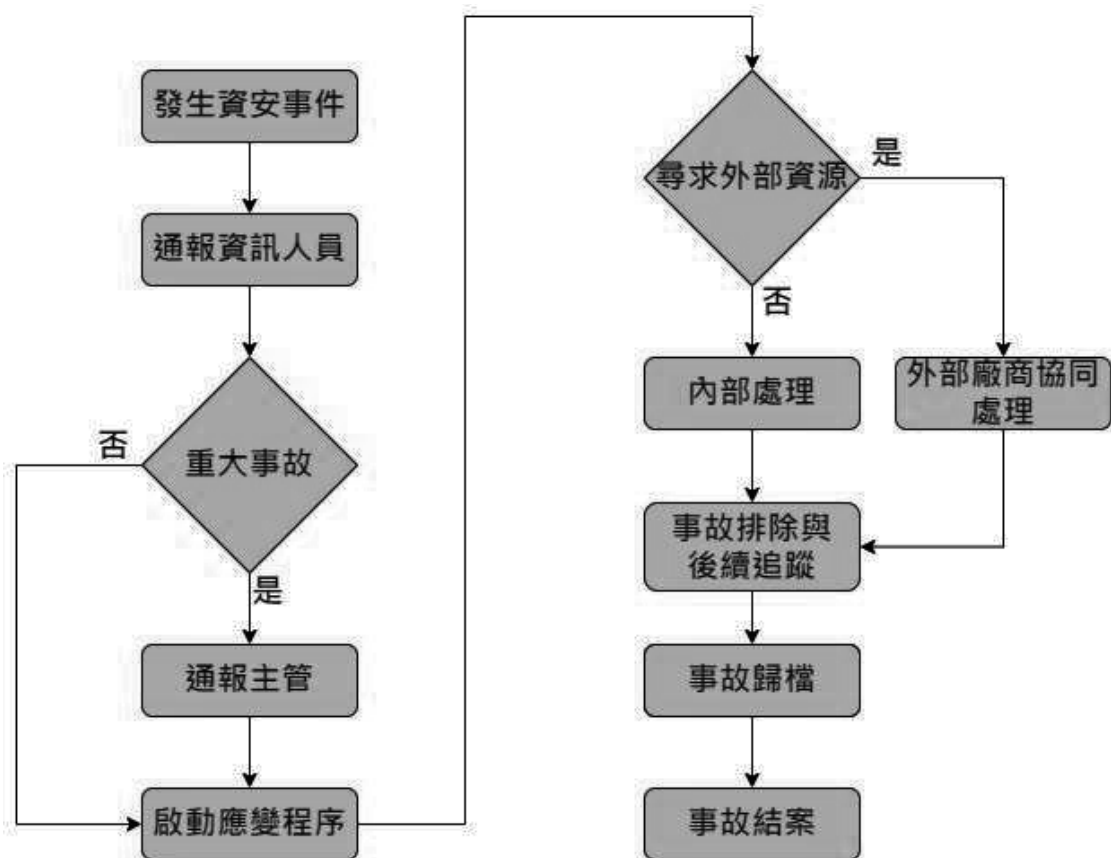 發生資安事件
通報資訊人員
重大事故
否
是
通報主管
啟動應變程序
尋求外部資源
是
否
內部處理
外部廠商協同
處理
事故排除與
後續追蹤
事故歸檔
事故結案